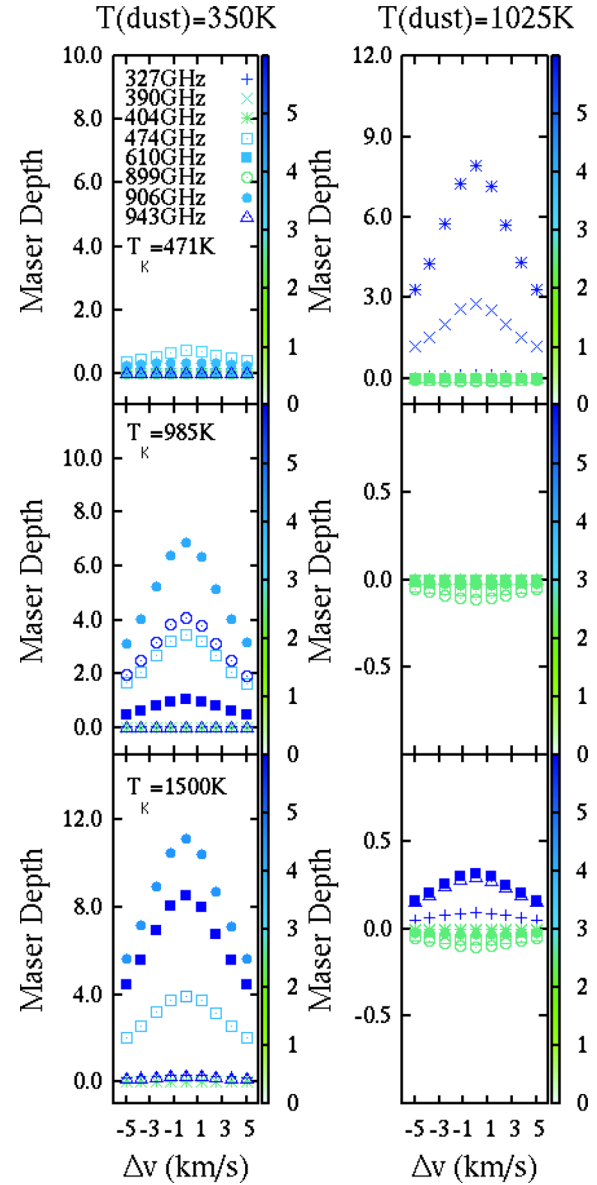 T(dust)=350K
T(dust)=1025K
10.0
8.0
6.0
4.0
2.0
0.0
Maser Depth
327GHz
390GHz
404GHz
474GHz
610GHz
899GHz
906GHz
943GHz
T
K
=471K
5
4
3
2
1
0
12.0
9.0
6.0
3.0
0.0
Maser Depth
5
4
3
2
1
0
10.0
8.0
6.0
4.0
2.0
0.0
Maser Depth
T
K
=985K
5
4
3
2
1
0
0.5
0.0
-0.5
Maser Depth
5
4
3
2
1
0
12.0
8.0
4.0
0.0
Maser Depth
T
K
=1500K
5
4
3
2
1
0
0.5
0.0
-0.5
Maser Depth
5
4
3
2
1
0
-5 -3 -1 1 3 5
Δv (km/s)
-5 -3 -1 1 3 5
Δv (km/s)